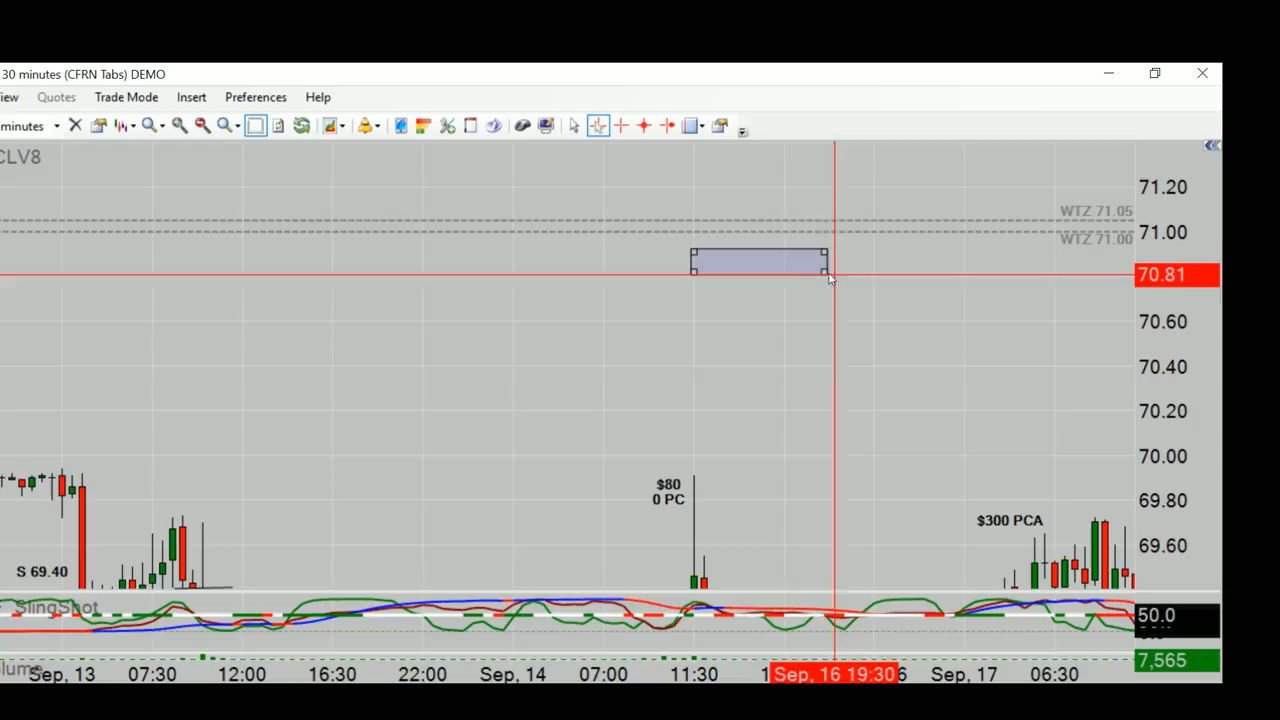 30 minutes (CFRN Tabs) DEMO
iew Quotes Trade Mode Insert Preferences Help
minutes
CLV8
71.20
WTZ 71.05
71.00
WTZ 71.00
70.81
70.60
70.40
70.20
70.00
$80
0 PC
69.80
$300 PCA
69.60
S 69.40
SlingShot
50.0
lume
7,565
Sep, 13 07:30 12:00 16:30 22:00 Sep, 14 07:00 11:30 1 Sep, 16 19:30 6 Sep, 17 06:30